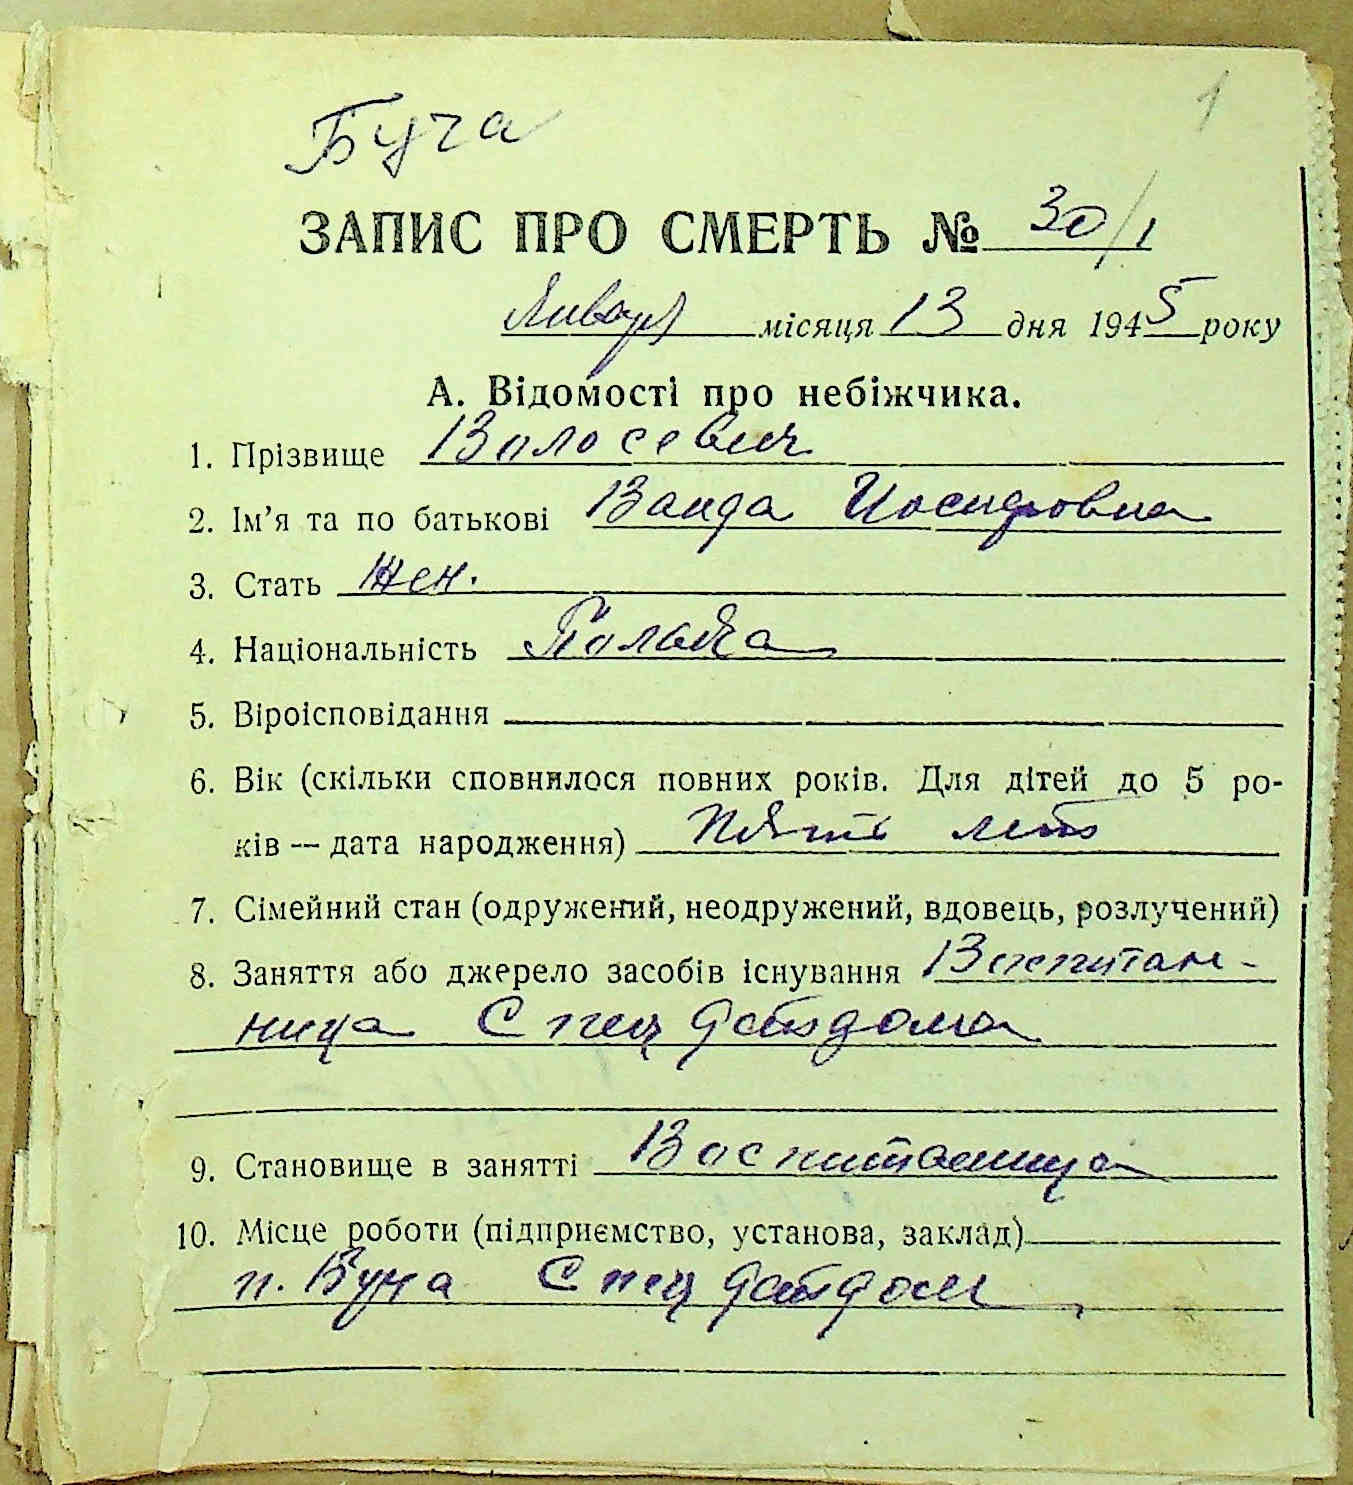 Буча
1
ЗАПИС ПРО СМЕРТЬ № 30/1
Января місяця 13 дня 1945 року
А. Відомості про небіжчика.
1. Прізвище Волосевич
2. Ім'я та по батькові Ванда Иосифовна
3. Стать Жен.
4. Національність Полька
5. Віроісповідання
6. Вік (скільки сповнилося повних років. Для дітей до 5 ро-
ків — дата народження) Пять лет
7. Сімейний стан (одружений, неодружений, вдовець, розлучений)
8. Заняття або джерело засобів існування Воспитан-
ница Спец детдома
9. Становище в занятті Воспитанница
10. Місце роботи (підприємство, установа, заклад)
п. Буча Спец детдом